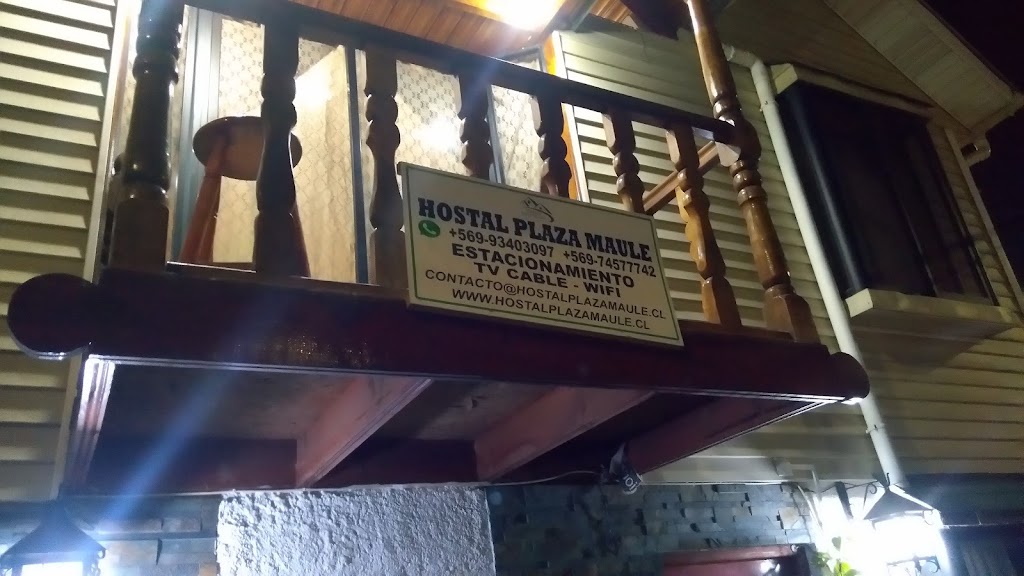 HOSTAL PLAZA MAULE
+569-93403097 +569-74577742
ESTACIONAMIENTO
TV CABLE - WIFI
CONTACTO@HOSTALPLAZAMAULE.CL
WWW.HOSTALPLAZAMAULE.CL